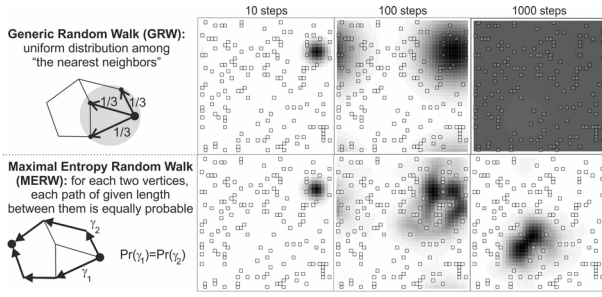 Generic Random Walk (GRW):
uniform distribution among
“the nearest neighbors”
1/3
1/3
1/3
10 steps
100 steps
1000 steps
Maximal Entropy Random Walk
(MERW): for each two vertices,
each path of given length
between them is equally probable
γ2
γ1
Pr(γ1)=Pr(γ2)